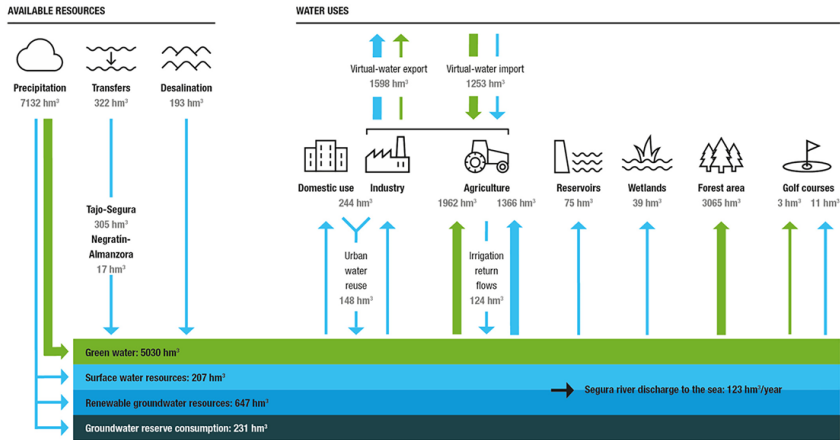 AVAILABLE RESOURCES
WATER USES
Precipitation
7132 hm³
Transfers
322 hm³
Desalination
193 hm³
Virtual-water export
1598 hm³
Virtual-water import
1253 hm³
Domestic use
Industry
244 hm³
Agriculture
1962 hm³
1366 hm³
Reservoirs
75 hm³
Wetlands
39 hm³
Forest area
3065 hm³
Golf courses
3 hm³
11 hm³
Tajo-Segura
305 hm³
Negratín-
Almanzora
17 hm³
Urban
water
reuse
148 hm³
Irrigation
return
flows
124 hm³
Green water: 5030 hm³
Surface water resources: 207 hm³
Segura river discharge to the sea: 123 hm³/year
Renewable groundwater resources: 647 hm³
Groundwater reserve consumption: 231 hm³